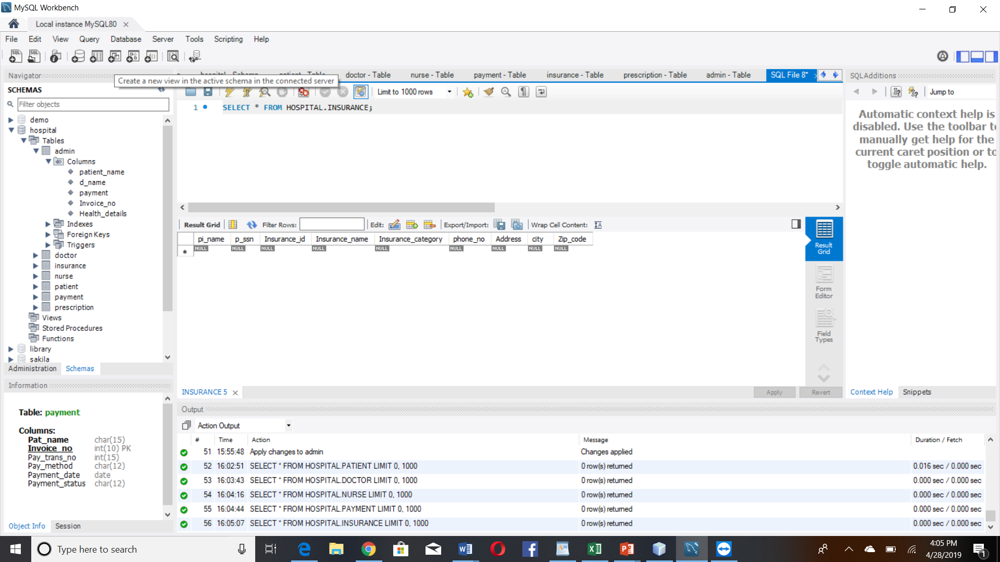 MySQL Workbench
Local instance MySQL80
File Edit View Query Database Server Tools Scripting Help
Navigator
Create a new view in the active schema in the connected server
doctor - Table nurse - Table payment - Table insurance - Table prescription - Table admin - Table SQL File 8*
SQLAdditions
SCHEMAS
Limit to 1000 rows
Jump to
Filter objects
1 SELECT * FROM HOSPITAL.INSURANCE;
demo
hospital
Tables
admin
Columns
patient_name
d_name
payment
Invoice_no
Health_details
Indexes
Foreign Keys
Triggers
doctor
insurance
nurse
patient
payment
prescription
Views
Stored Procedures
Functions
library
sakila
Automatic context help is
disabled. Use the toolbar to
manually get help for the
current caret position or to
toggle automatic help.
Result Grid Filter Rows: Edit: Export/Import: Wrap Cell Content:
pi_name p_ssn Insurance_id Insurance_name Insurance_category phone_no Address city Zip_code
NULL NULL NULL NULL NULL NULL NULL NULL NULL
Result
Grid
Form
Editor
Field
Types
Administration Schemas
Information
INSURANCE 5
Apply Revert
Context Help Snippets
Table: payment
Columns:
Pat_name char(15)
Invoice_no int(10) PK
Pay_trans_no int(15)
Pay_method char(12)
Payment_date date
Payment_status char(12)
Object Info Session
Output
Action Output
# Time Action Message Duration / Fetch
51 15:55:48 Apply changes to admin Changes applied
52 16:02:51 SELECT * FROM HOSPITAL.PATIENT LIMIT 0, 1000 0 row(s) returned 0.016 sec / 0.000 sec
53 16:03:43 SELECT * FROM HOSPITAL.DOCTOR LIMIT 0, 1000 0 row(s) returned 0.000 sec / 0.000 sec
54 16:04:16 SELECT * FROM HOSPITAL.NURSE LIMIT 0, 1000 0 row(s) returned 0.000 sec / 0.000 sec
55 16:04:44 SELECT * FROM HOSPITAL.PAYMENT LIMIT 0, 1000 0 row(s) returned 0.000 sec / 0.000 sec
56 16:05:07 SELECT * FROM HOSPITAL.INSURANCE LIMIT 0, 1000 0 row(s) returned 0.000 sec / 0.000 sec
Type here to search
4:05 PM
4/28/2019
1